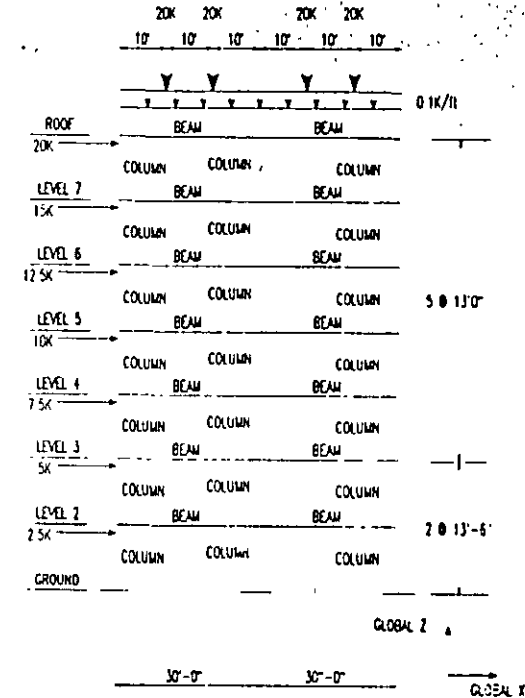 20K 20K 20K 20K
10' 10' 10' 10' 10' 10'
0 1K/ft
ROOF BEAM BEAM
20K
COLUMN COLUMN COLUMN
LEVEL 7 BEAM BEAM
15K
COLUMN COLUMN COLUMN
LEVEL 6 BEAM BEAM
12 5K
COLUMN COLUMN COLUMN 5 @ 13'0"
LEVEL 5 BEAM BEAM
10K
COLUMN COLUMN COLUMN
LEVEL 4 BEAM BEAM
7.5K
COLUMN COLUMN COLUMN
LEVEL 3 BEAM BEAM
5K
COLUMN COLUMN COLUMN
LEVEL 2 BEAM BEAM 2 @ 13'-6"
2 5K
COLUMN COLUMN COLUMN
GROUND
GLOBAL Z
30'-0" 30'-0"
GLOBAL X